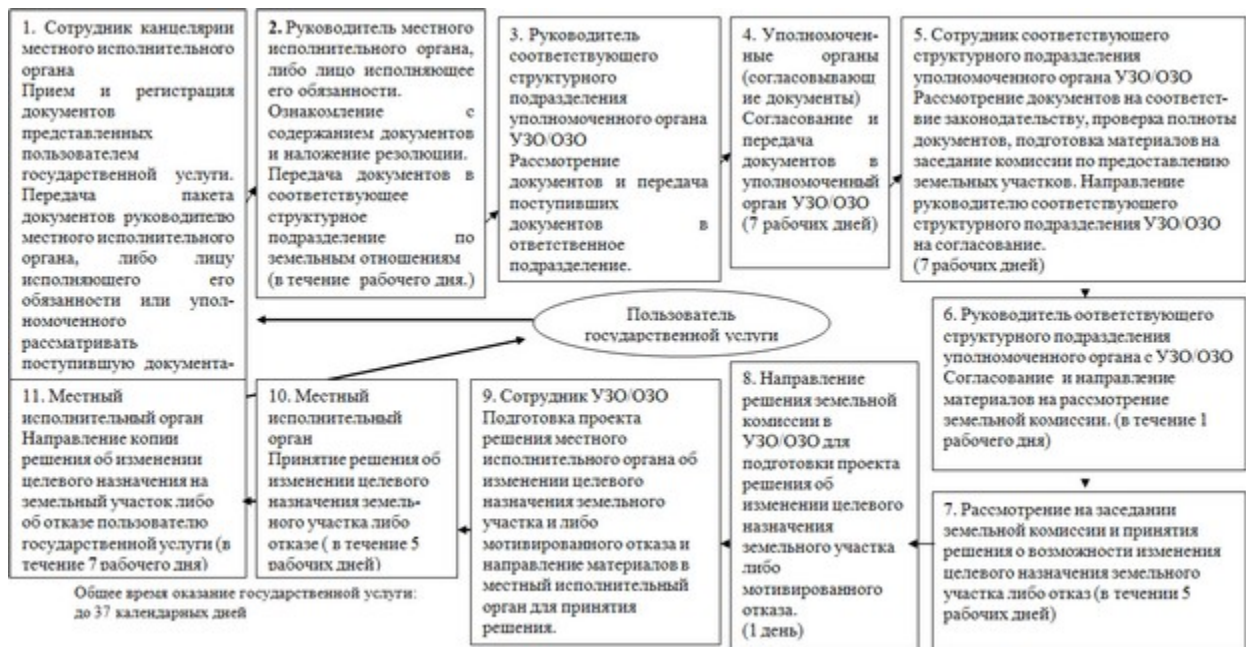 1. Сотрудник канцелярии
местного исполнительного
органа
Прием и регистрация
документов
представленных
пользователем
государственной услуги.
Передача пакета
документов руководителю
местного исполнительного
органа, либо лицу
исполняющего его
обязанности или упол-
номоченного
рассматривать
поступившую документа-
2. Руководитель местного
исполнительного органа,
либо лицо исполняющее
его обязанности.
Ознакомление с
содержанием документов
и наложение резолюции.
Передача документов в
соответствующее
структурное
подразделение по
земельным отношениям
(в течение рабочего дня.)
3. Руководитель
соответствующего
структурного
подразделения
уполномоченного органа
УЗО/ОЗО
Рассмотрение
документов и передача
поступивших
документов в
ответственное
подразделение.
4. Уполномочен-
ные органы
(согласовывающ
ие документы)
Согласование и
передача
документов в
уполномоченный
орган УЗО/ОЗО
(7 рабочих дней)
5. Сотрудник соответствующего
структурного подразделения
уполномоченного органа УЗО/ОЗО
Рассмотрение документов на соответст-
вие законодательству, проверка полноты
документов, подготовка материалов на
заседание комиссии по предоставлению
земельных участков. Направление
руководителю соответствующего
структурного подразделения УЗО/ОЗО
на согласование.
(7 рабочих дней)
Пользователь
государственной услуги
6. Руководитель оответствующего
структурного подразделения
уполномоченного органа с УЗО/ОЗО
Согласование и направление
материалов на рассмотрение
земельной комиссии. (в течение 1
рабочего дня)
7. Рассмотрение на заседании
земельной комиссии и принятия
решения о возможности изменения
целевого назначения земельного
участка либо отказ (в течении 5
рабочих дней)
8. Направление
решения земельной
комиссии в
УЗО/ОЗО для
подготовки проекта
решения об
изменении целевого
назначения
земельного участка
либо
мотивированного
отказа.
(1 день)
9. Сотрудник УЗО/ОЗО
Подготовка проекта
решения местного
исполнительного органа об
изменении целевого
назначения земельного
участка и либо
мотивированного отказа и
направление материалов в
местный исполнительный
орган для принятия
решения.
10. Местный
исполнительный
орган
Принятие решения об
изменении целевого
назначения земель-
ного участка либо
отказе ( в течение 5
рабочих дней)
11. Местный
исполнительный орган
Направление копии
решения об изменении
целевого назначения на
земельный участок либо
об отказе пользователю
государственной услуги (в
течение 7 рабочего дня)
Общее время оказание государственной услуги:
до 37 календарных дней